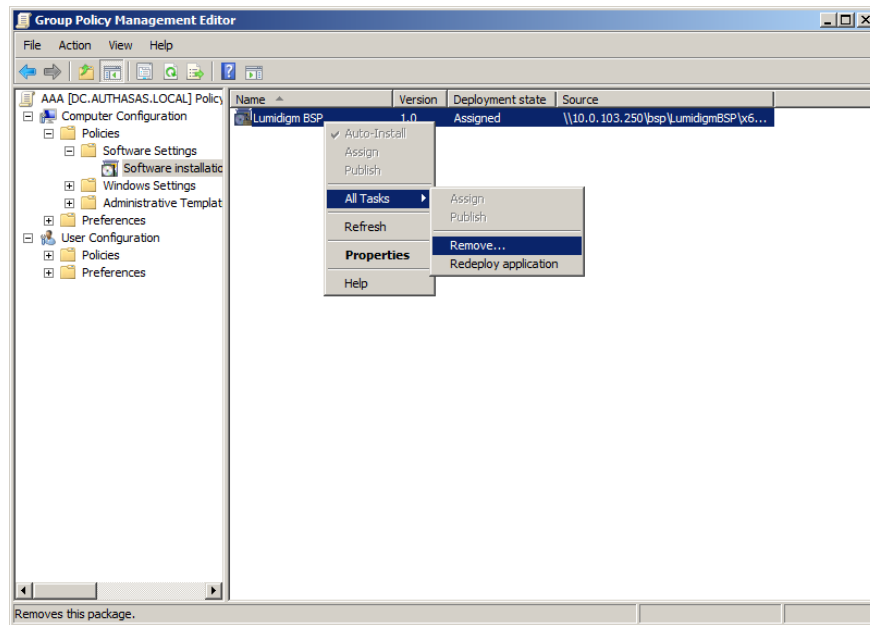 Group Policy Management Editor
File Action View Help
AAA [DC.AUTHASAS.LOCAL] Policy
Computer Configuration
Policies
Software Settings
Software installatic
Windows Settings
Administrative Templat
Preferences
User Configuration
Policies
Preferences
Name Version Deployment state Source
Lumidigm BSP 1.0 Assigned \\10.0.103.250\bsp\LumidigmBSP\x6...
Auto-Install
Assign
Publish
All Tasks
Refresh
Properties
Help
Assign
Publish
Remove...
Redeploy application
Removes this package.